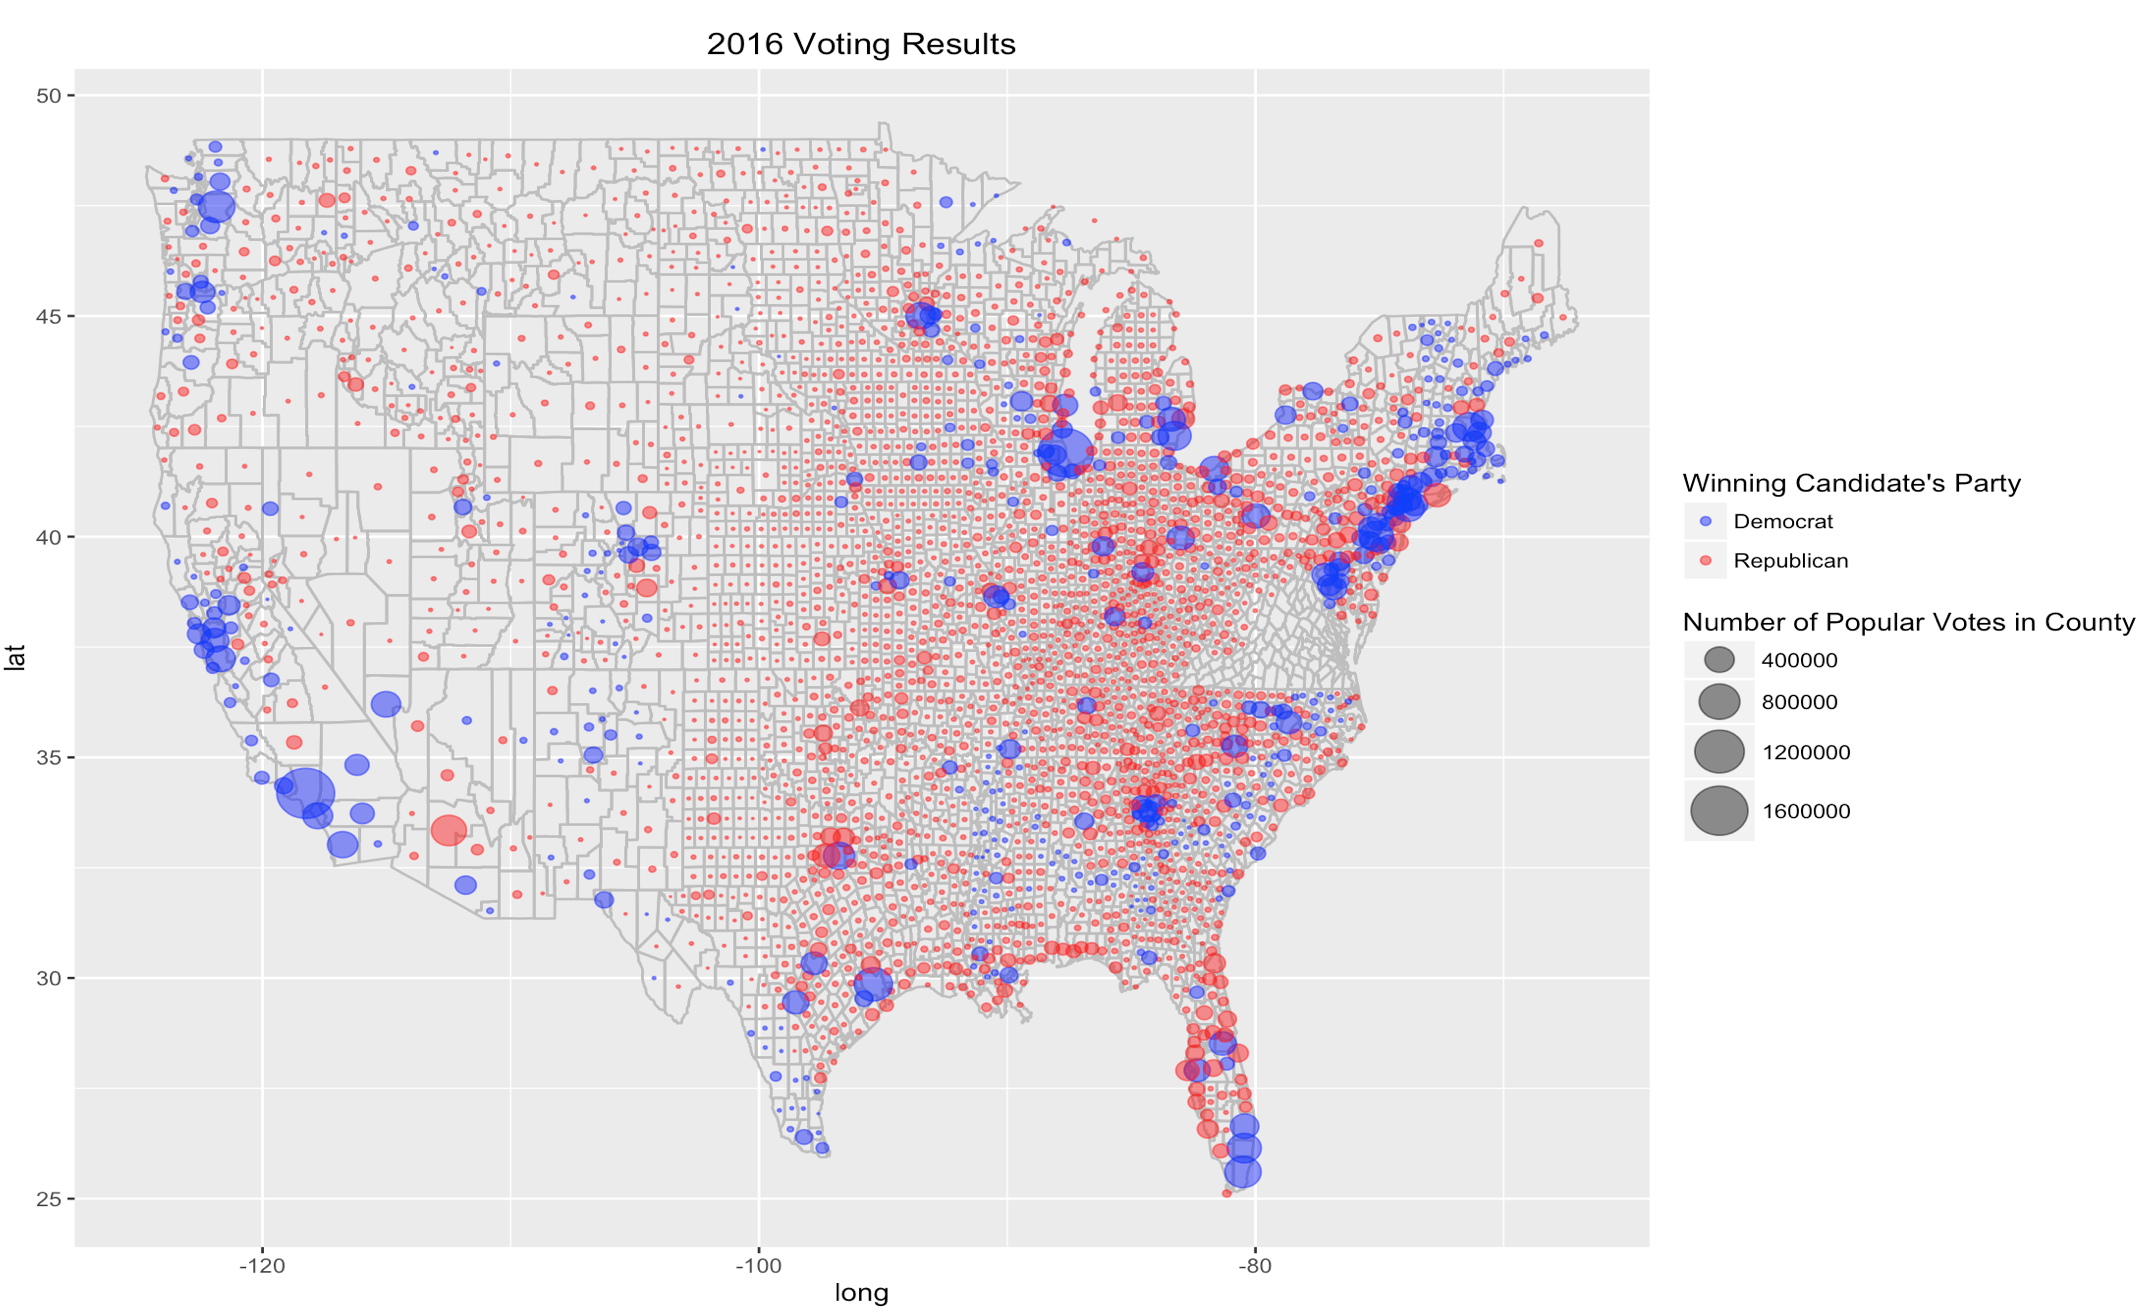 2016 Voting Results
50
45
40
35
30
25
lat
-120
-100
-80
long
Winning Candidate's Party
Democrat
Republican
Number of Popular Votes in County
400000
800000
1200000
1600000